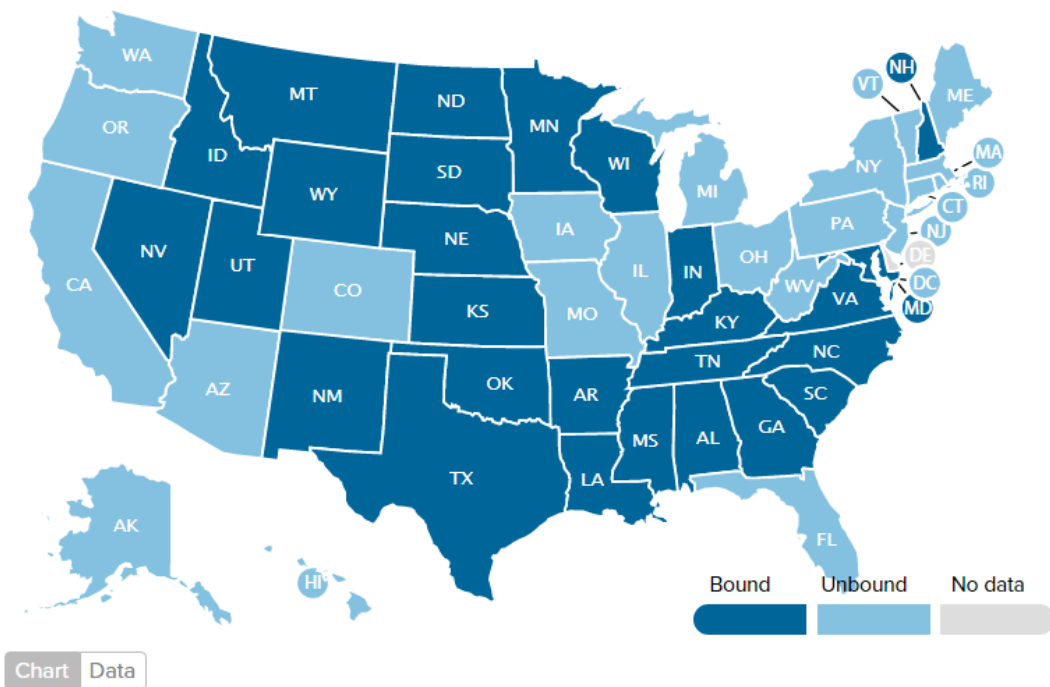 WA
MT
ND
MN
NH
VT
ME
OR
ID
SD
WI
NY
MA
RI
CT
WY
MI
NV
UT
NE
IA
PA
NJ
CA
CO
KS
MO
IL
IN
OH
WV
VA
DE
DC
MD
KY
AZ
NM
OK
AR
TN
NC
SC
TX
LA
MS
AL
GA
AK
HI
FL
Bound Unbound No data
Chart Data